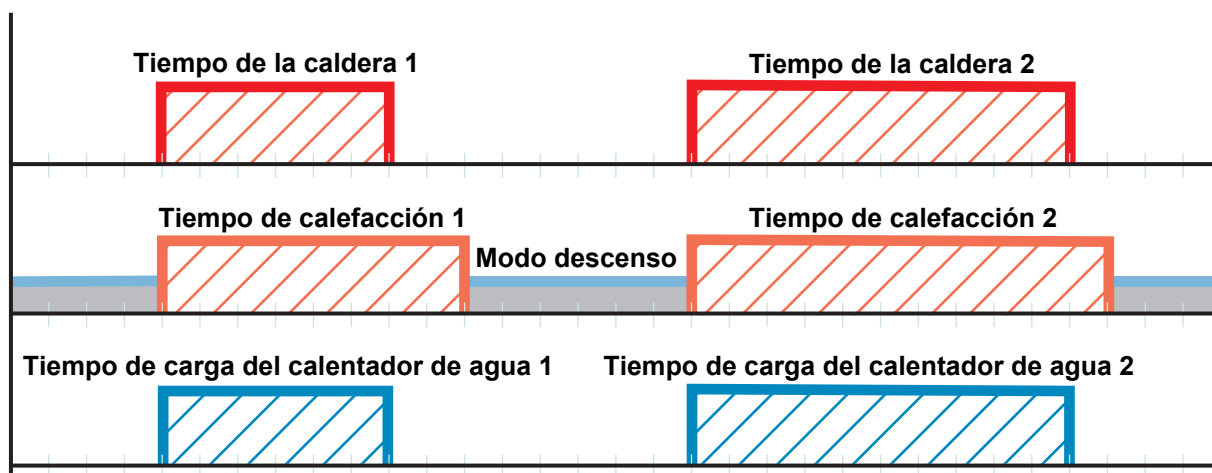 Tiempo de la caldera 1
Tiempo de la caldera 2
Tiempo de calefacción 1
Tiempo de calefacción 2
Modo descenso
Tiempo de carga del calentador de agua 1
Tiempo de carga del calentador de agua 2